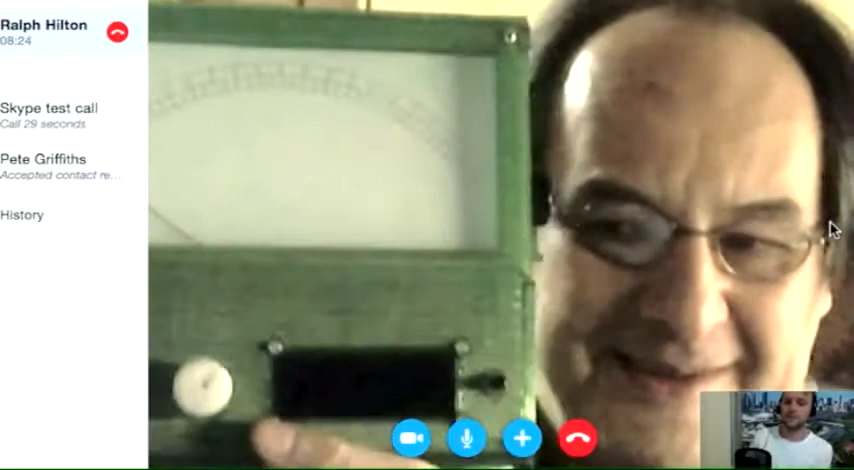 Ralph Hilton
08:24
Skype test call
Call 29 seconds
Pete Griffiths
Accepted contact re...
History